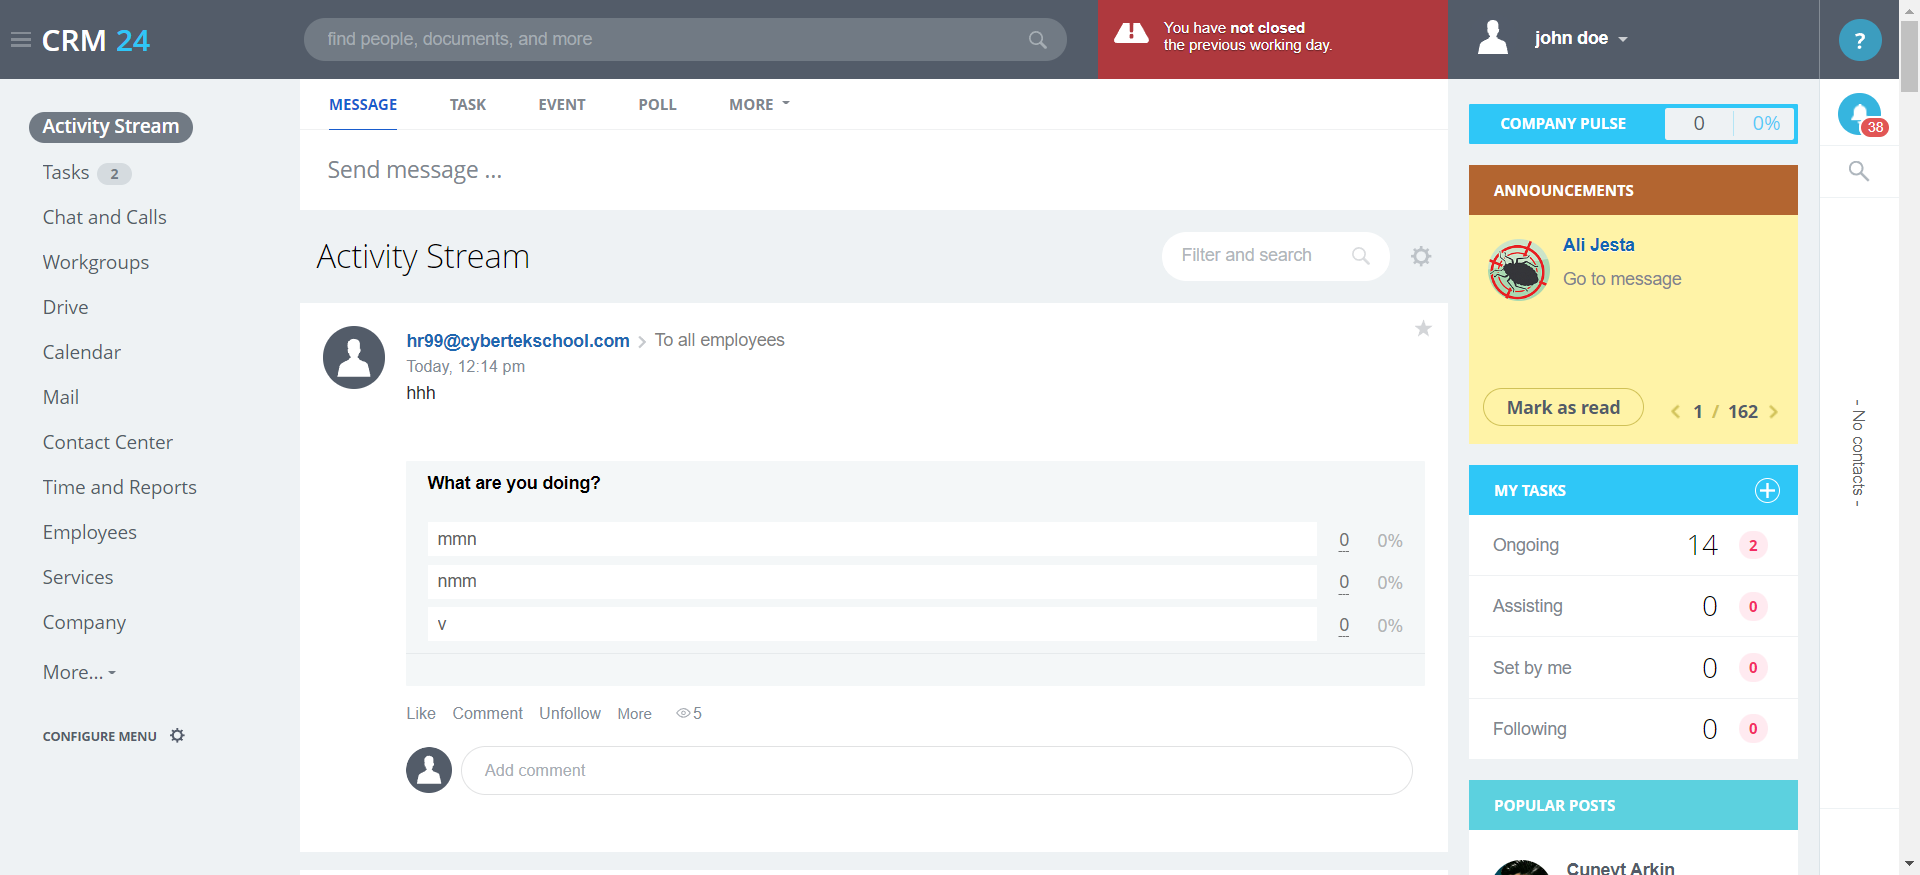 CRM 24
find people, documents, and more
You have not closed
the previous working day.
john doe
?
Activity Stream
Tasks 2
Chat and Calls
Workgroups
Drive
Calendar
Mail
Contact Center
Time and Reports
Employees
Services
Company
More...
CONFIGURE MENU
MESSAGE TASK EVENT POLL MORE
Send message ...
Activity Stream
Filter and search
hr99@cybertekschool.com To all employees
Today, 12:14 pm
hhh
What are you doing?
mmn 0 0%
nmm 0 0%
v 0 0%
Like Comment Unfollow More 5
Add comment
COMPANY PULSE 0 0%
ANNOUNCEMENTS
Ali Jesta
Go to message
Mark as read 1 / 162
MY TASKS
Ongoing 14 2
Assisting 0 0
Set by me 0 0
Following 0 0
POPULAR POSTS
Cuneyt Arkin
38
- No contacts -